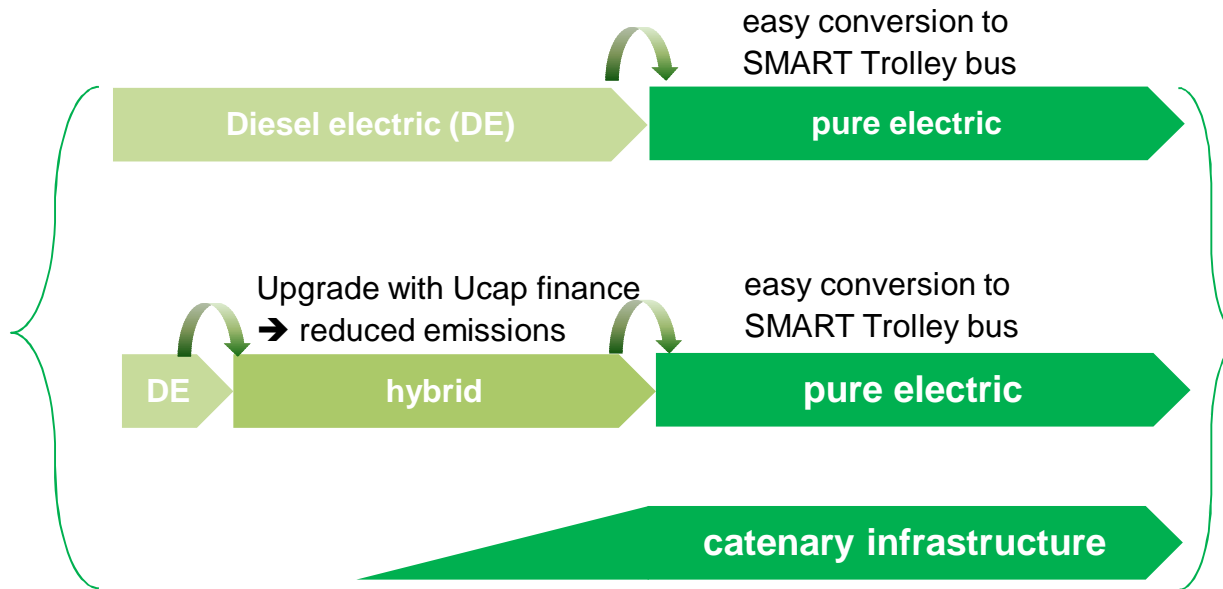 easy conversion to
SMART Trolley bus
Diesel electric (DE)
pure electric
Upgrade with Ucap finance
➔ reduced emissions
easy conversion to
SMART Trolley bus
DE
hybrid
pure electric
catenary infrastructure